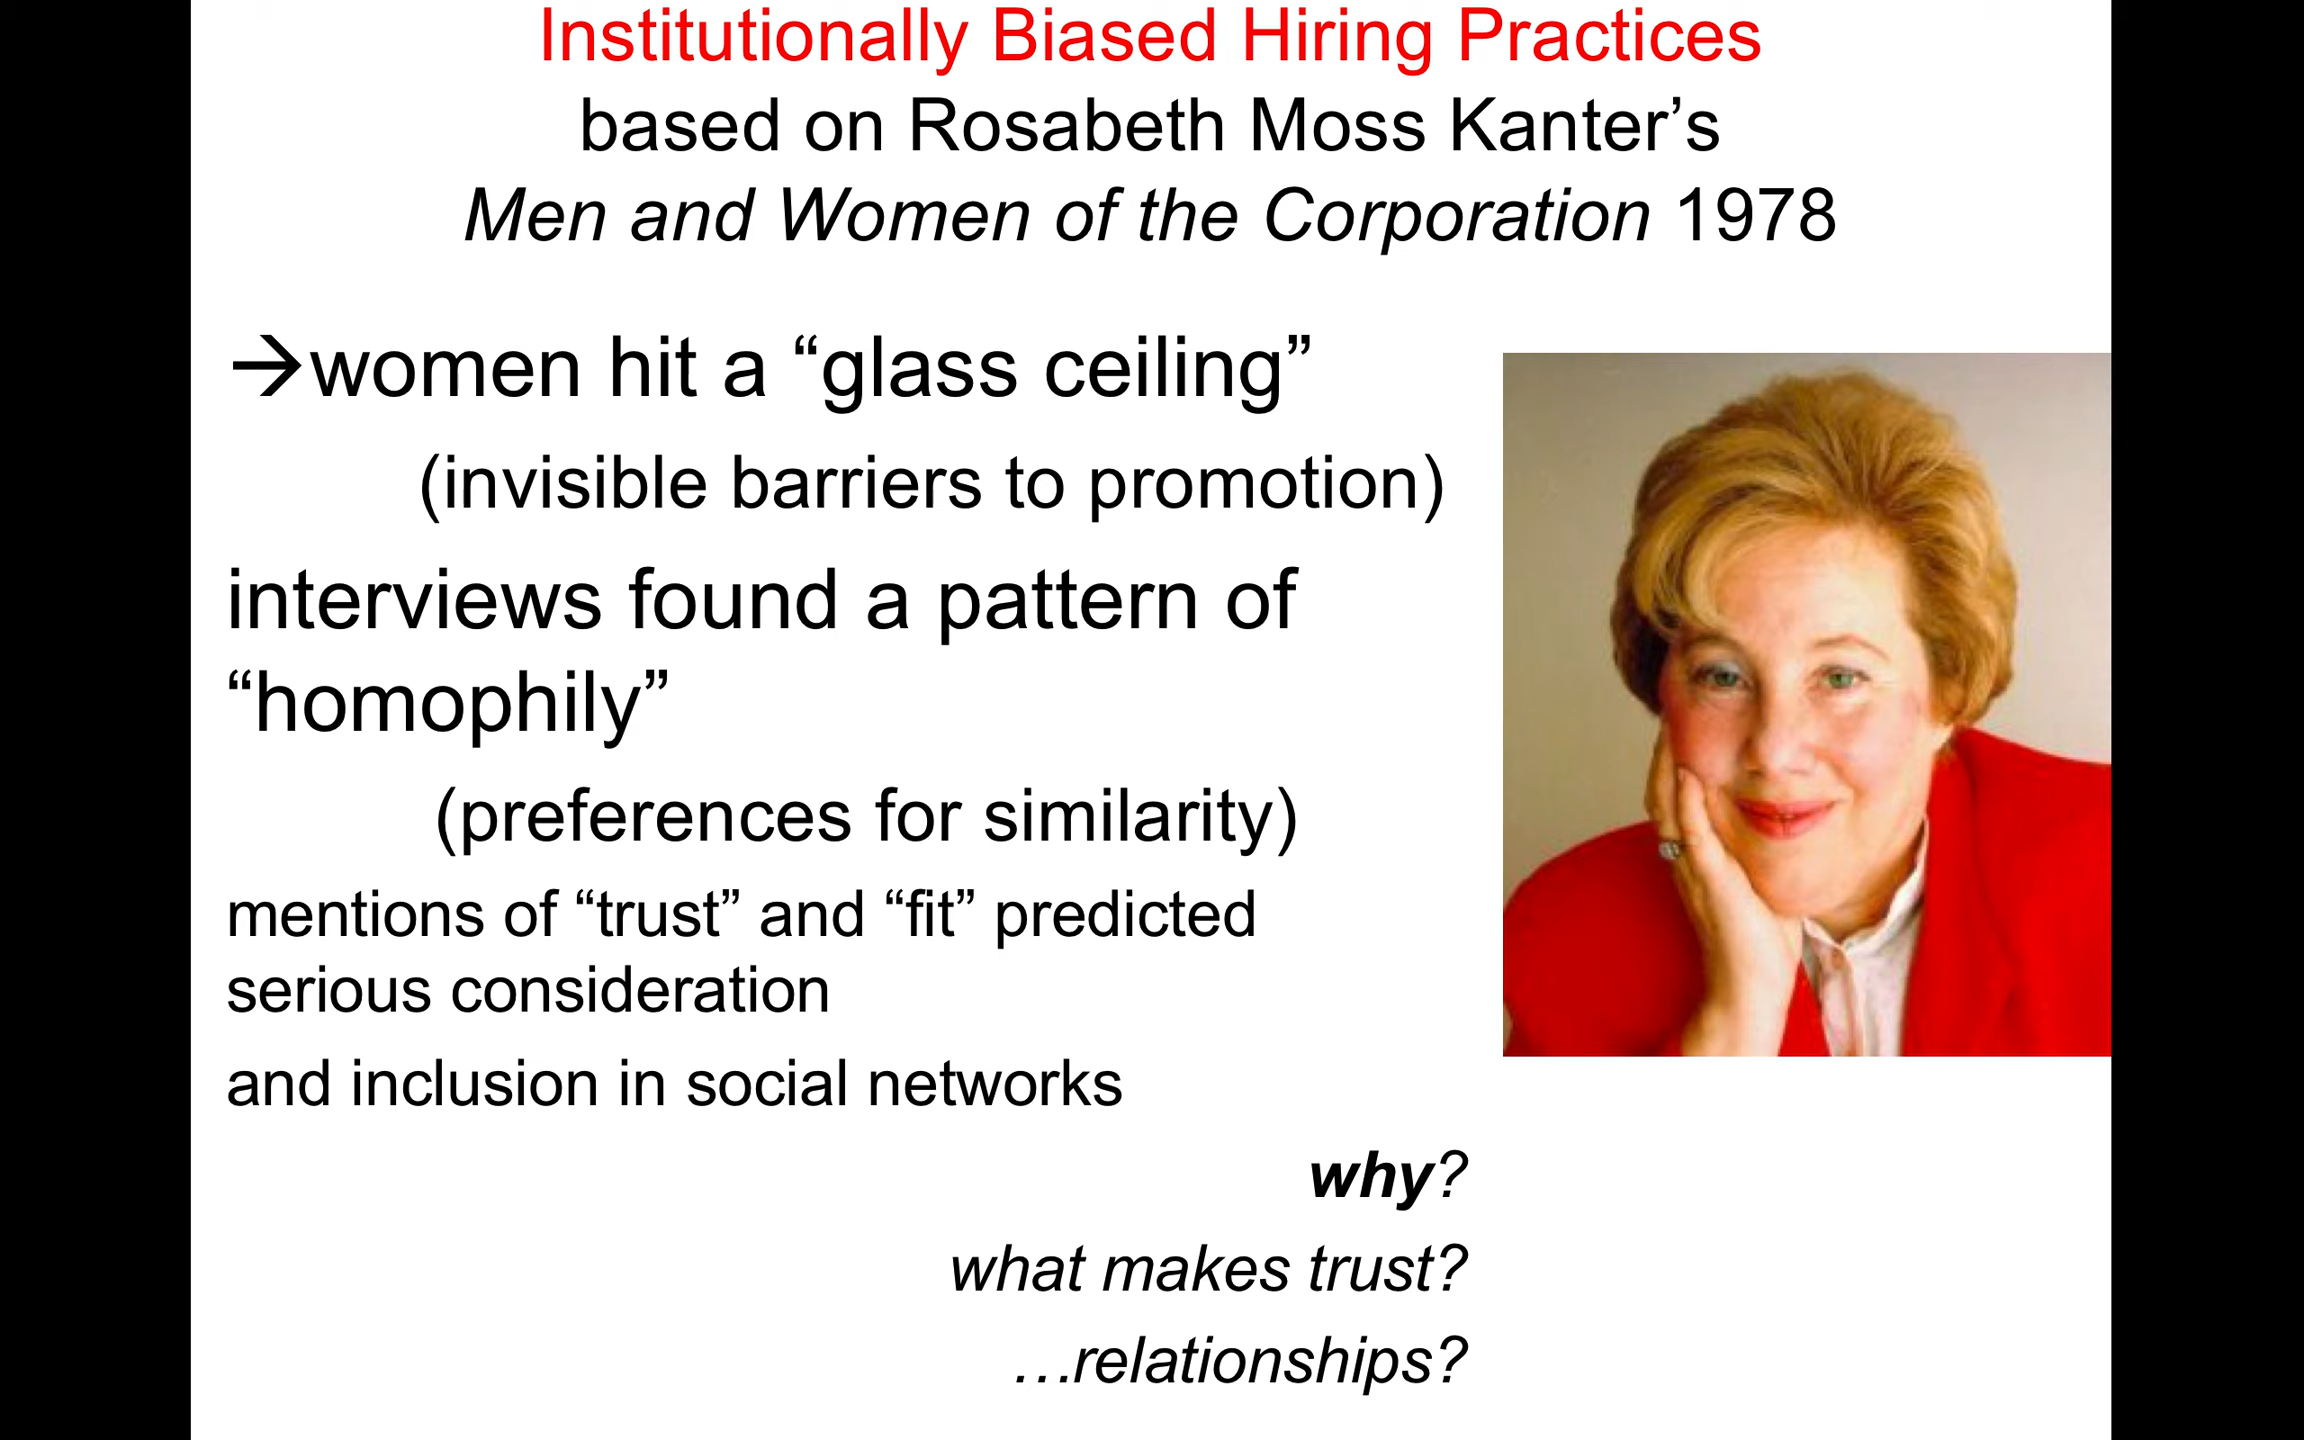 Institutionally Biased Hiring Practices
based on Rosabeth Moss Kanter’s
Men and Women of the Corporation 1978
→women hit a “glass ceiling”
(invisible barriers to promotion)
interviews found a pattern of
“homophily”
(preferences for similarity)
mentions of “trust” and “fit” predicted
serious consideration
and inclusion in social networks
why?
what makes trust?
…relationships?